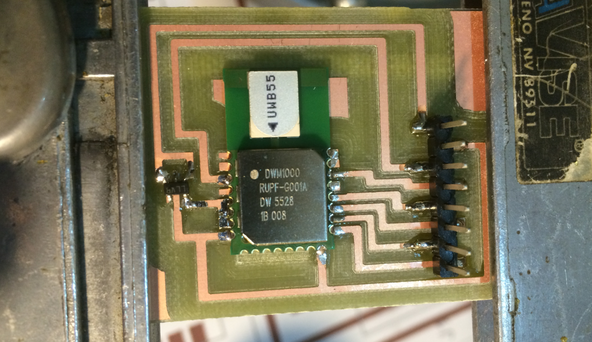 UWB55
DWM1000
RUPF-G001A
DW 5528
1B 008
ENO, NV 89311